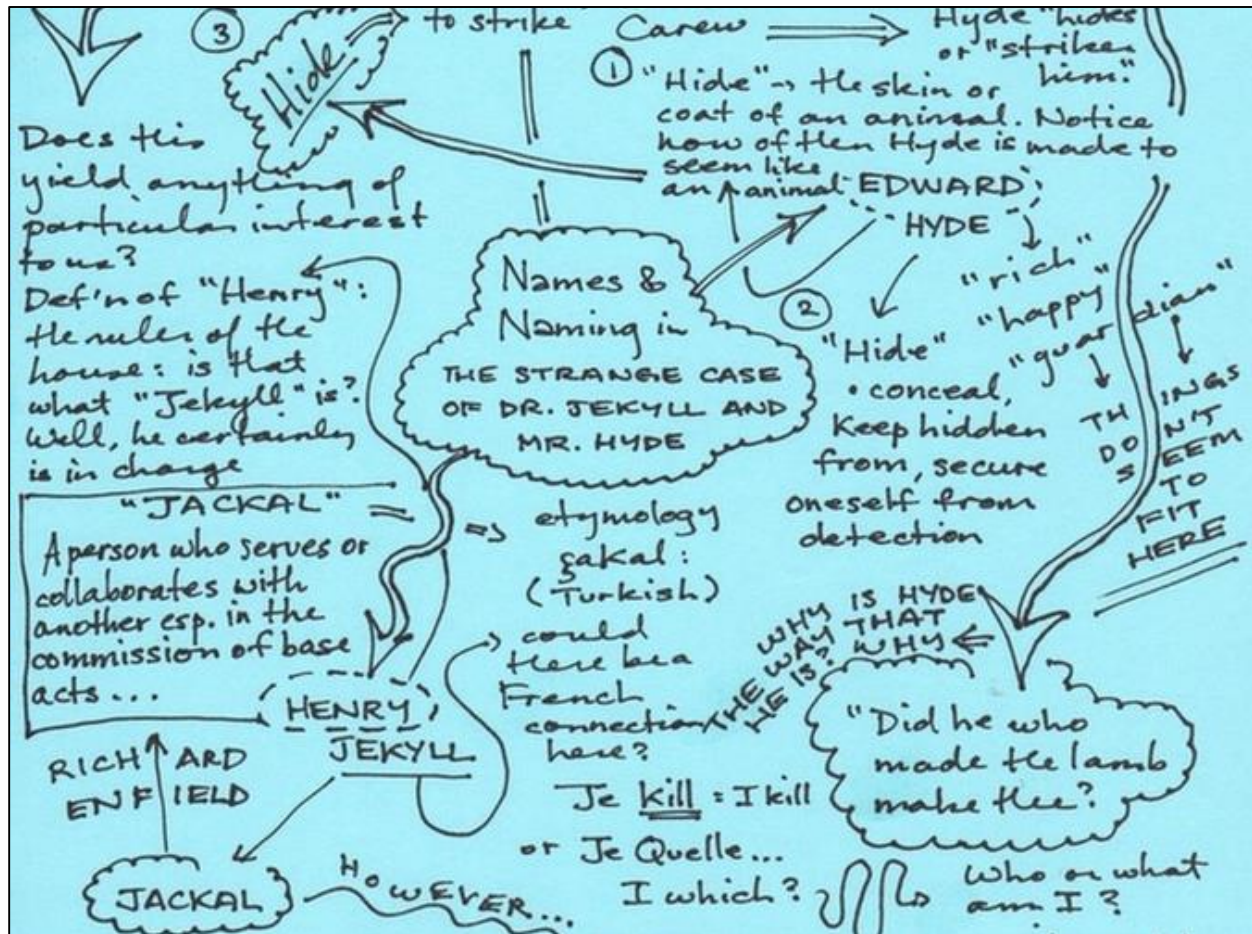 ③
Hide
to strike
Carew
Hyde "hides
or "strikes
him."
①
"Hide" → the skin or
coat of an animal. Notice
how often Hyde is made to
seem like
an animal
EDWARD
HYDE
"rich"
"happy"
"guardian"
THINGS
DON'T
SEEM
TO
FIT
HERE
②
"Hide"
• conceal,
Keep hidden
from, secure
oneself from
detection
Does this
yield anything of
particular interest
to us?
Def'n of "Henry":
the rules of the
house: is that
what "Jekyll" is?
Well, he certainly
is in charge
Names &
Naming in
THE STRANGE CASE
OF DR. JEKYLL AND
MR. HYDE
"JACKAL" =
A person who serves or
collaborates with
another esp. in the
commission of base
acts...
=> etymology
şakal:
(Turkish)
could
there be a
French
connection
here?
Je kill = I kill
or Je Quelle...
I which?
HENRY
JEKYLL
RICHARD
ENFIELD
JACKAL
HOWEVER...
WHY IS HYDE
THE WAY THAT
HE IS? WHY
"Did he who
made the lamb
make thee?
Who or what
am I?